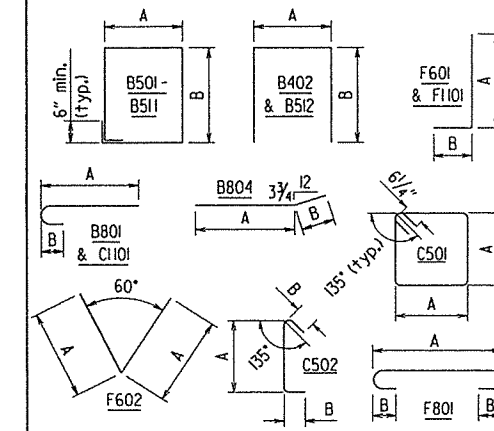 A
A
6" min.
(typ.)
B501-
B511
B
B402
& B512
B
F601
& F1101
A
B
A
B
B801
& C1101
B804
3¾
12
A
B
6¼"
135° (typ.)
C501
A
A
60°
A
A
F602
B
A
135°
C502
B
A
B
F801
B